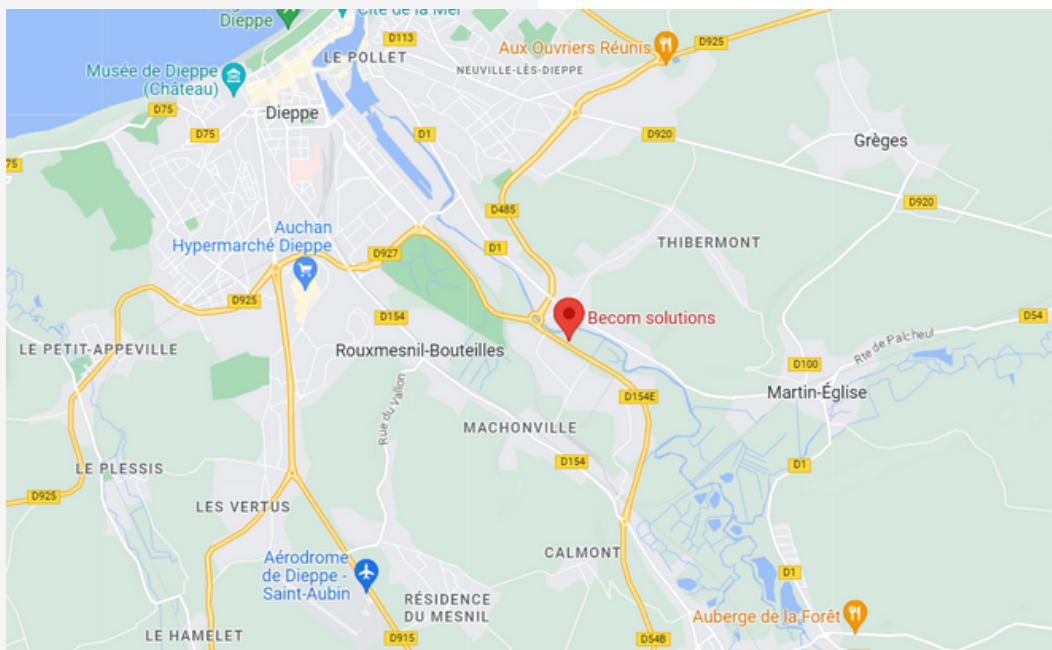 Dieppe
Cité de la Mer
D113
D925
Aux Ouvriers Réunis
LE POLLET
NEUVILLE-LÈS-DIEPPE
Musée de Dieppe
(Château)
D75
Dieppe
D75
D1
D920
Grèges
75
D920
D485
Auchan
Hypermarché Dieppe
D927
D1
THIBERMONT
D925
D154
Becom solutions
D54
Rte de Palcheul
LE PETIT-APPEVILLE
Rouxmesnil-Bouteilles
D100
Martin-Église
D154E
Rue du Vallon
MACHONVILLE
D154
D1
LE PLESSIS
D925
LES VERTUS
Aérodrome
de Dieppe -
Saint-Aubin
CALMONT
D1
RÉSIDENCE
DU MESNIL
Auberge de la Forêt
LE HAMELET
D915
D54B